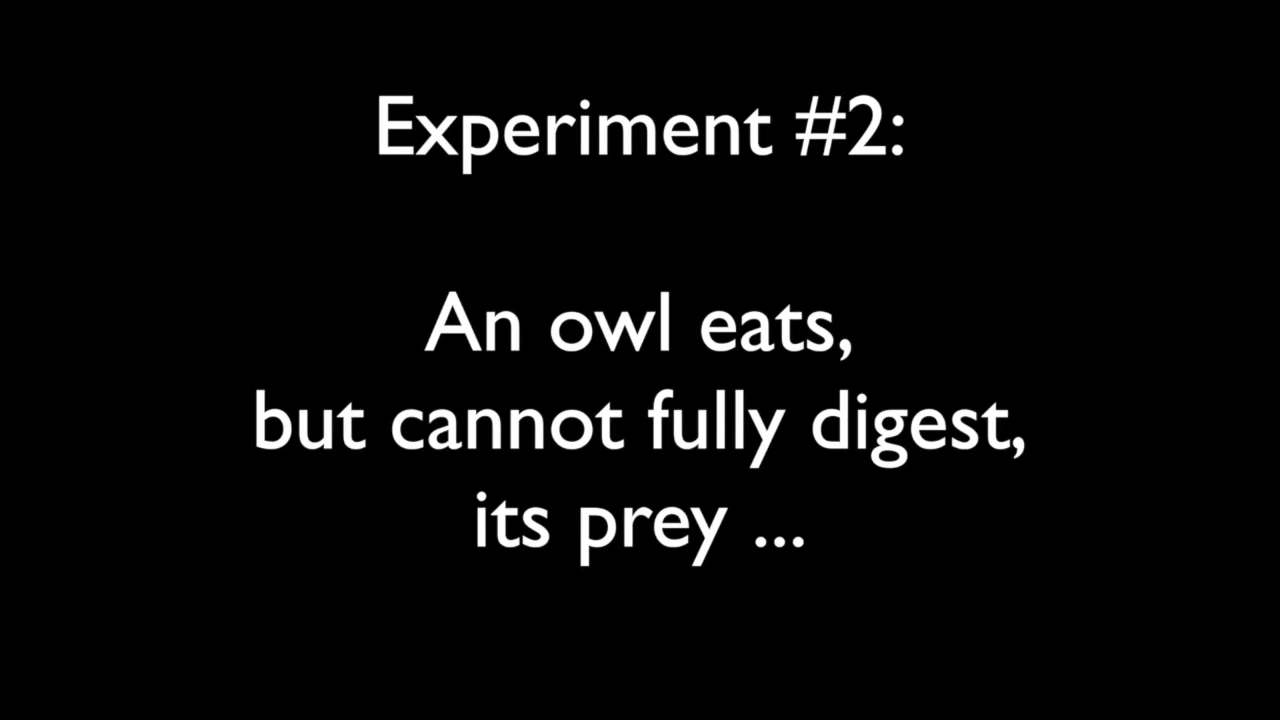 Experiment #2:
An owl eats,
but cannot fully digest,
its prey ...